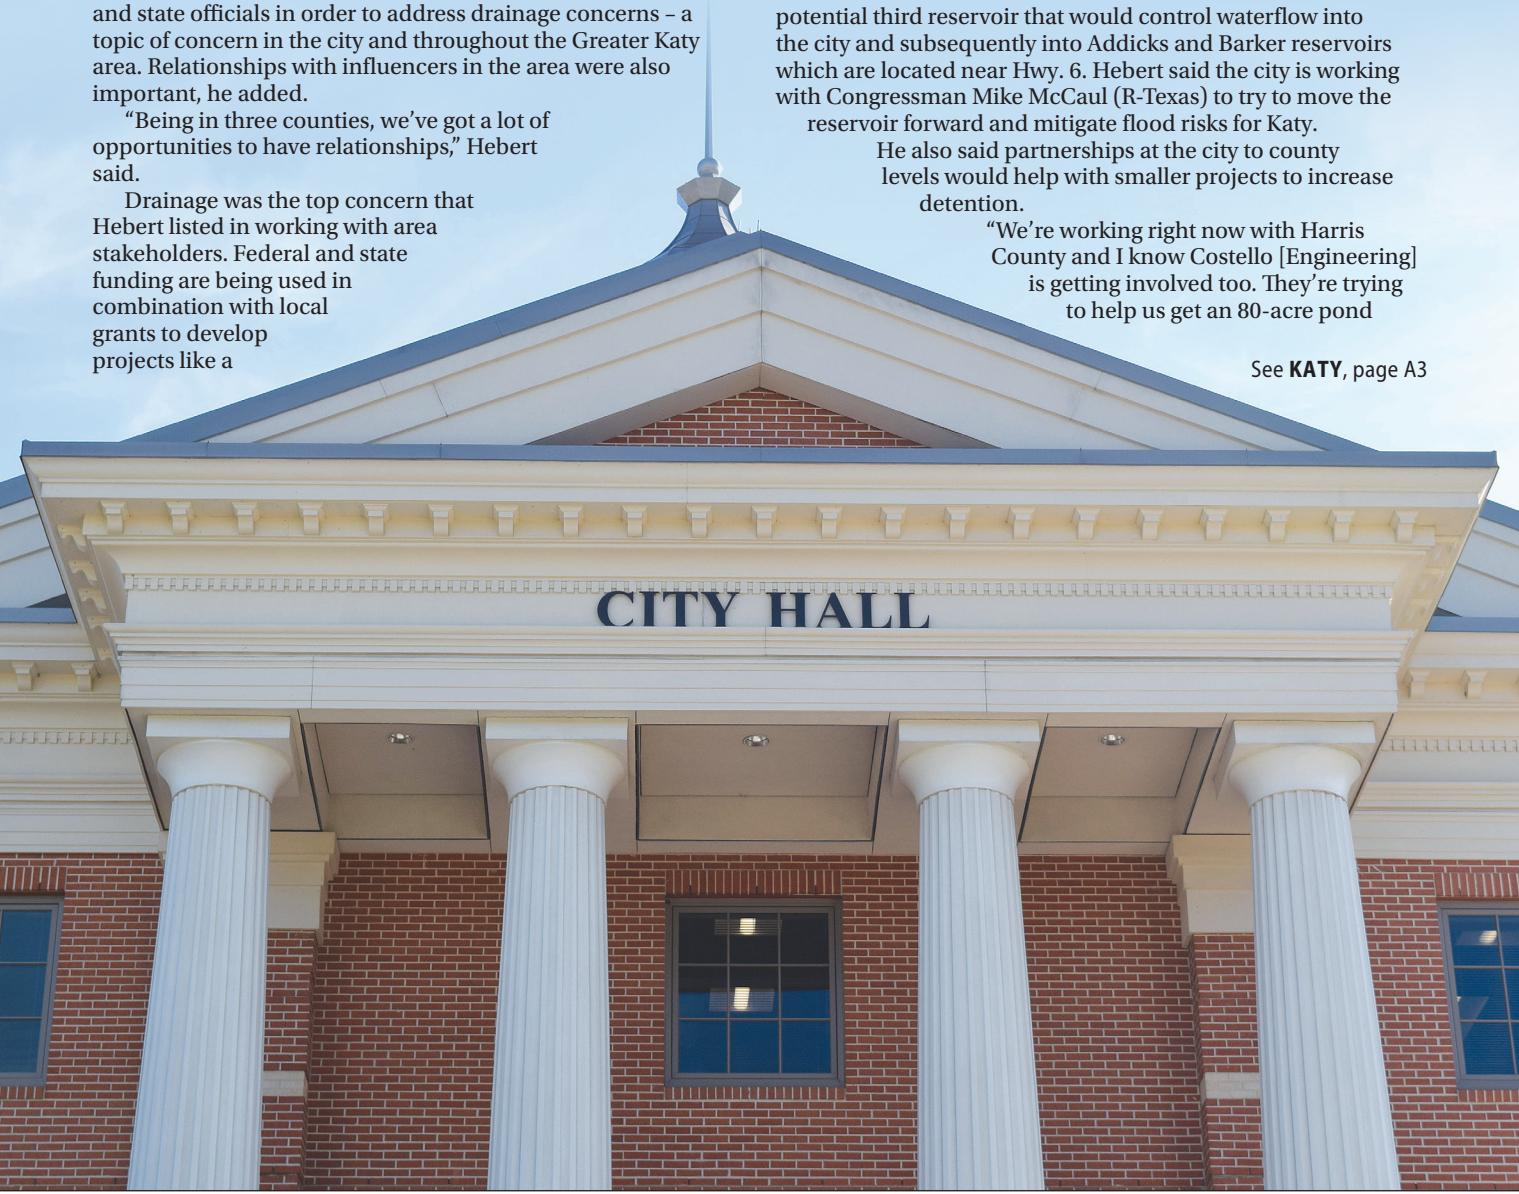 and state officials in order to address drainage concerns – a
topic of concern in the city and throughout the Greater Katy
area. Relationships with influencers in the area were also
important, he added.
“Being in three counties, we’ve got a lot of
opportunities to have relationships,” Hebert
said.
Drainage was the top concern that
Hebert listed in working with area
stakeholders. Federal and state
funding are being used in
combination with local
grants to develop
projects like a
potential third reservoir that would control waterflow into
the city and subsequently into Addicks and Barker reservoirs
which are located near Hwy. 6. Hebert said the city is working
with Congressman Mike McCaul (R-Texas) to try to move the
reservoir forward and mitigate flood risks for Katy.
He also said partnerships at the city to county
levels would help with smaller projects to increase
detention.
“We’re working right now with Harris
County and I know Costello [Engineering]
is getting involved too. They’re trying
to help us get an 80-acre pond
See KATY, page A3
CITY HALL